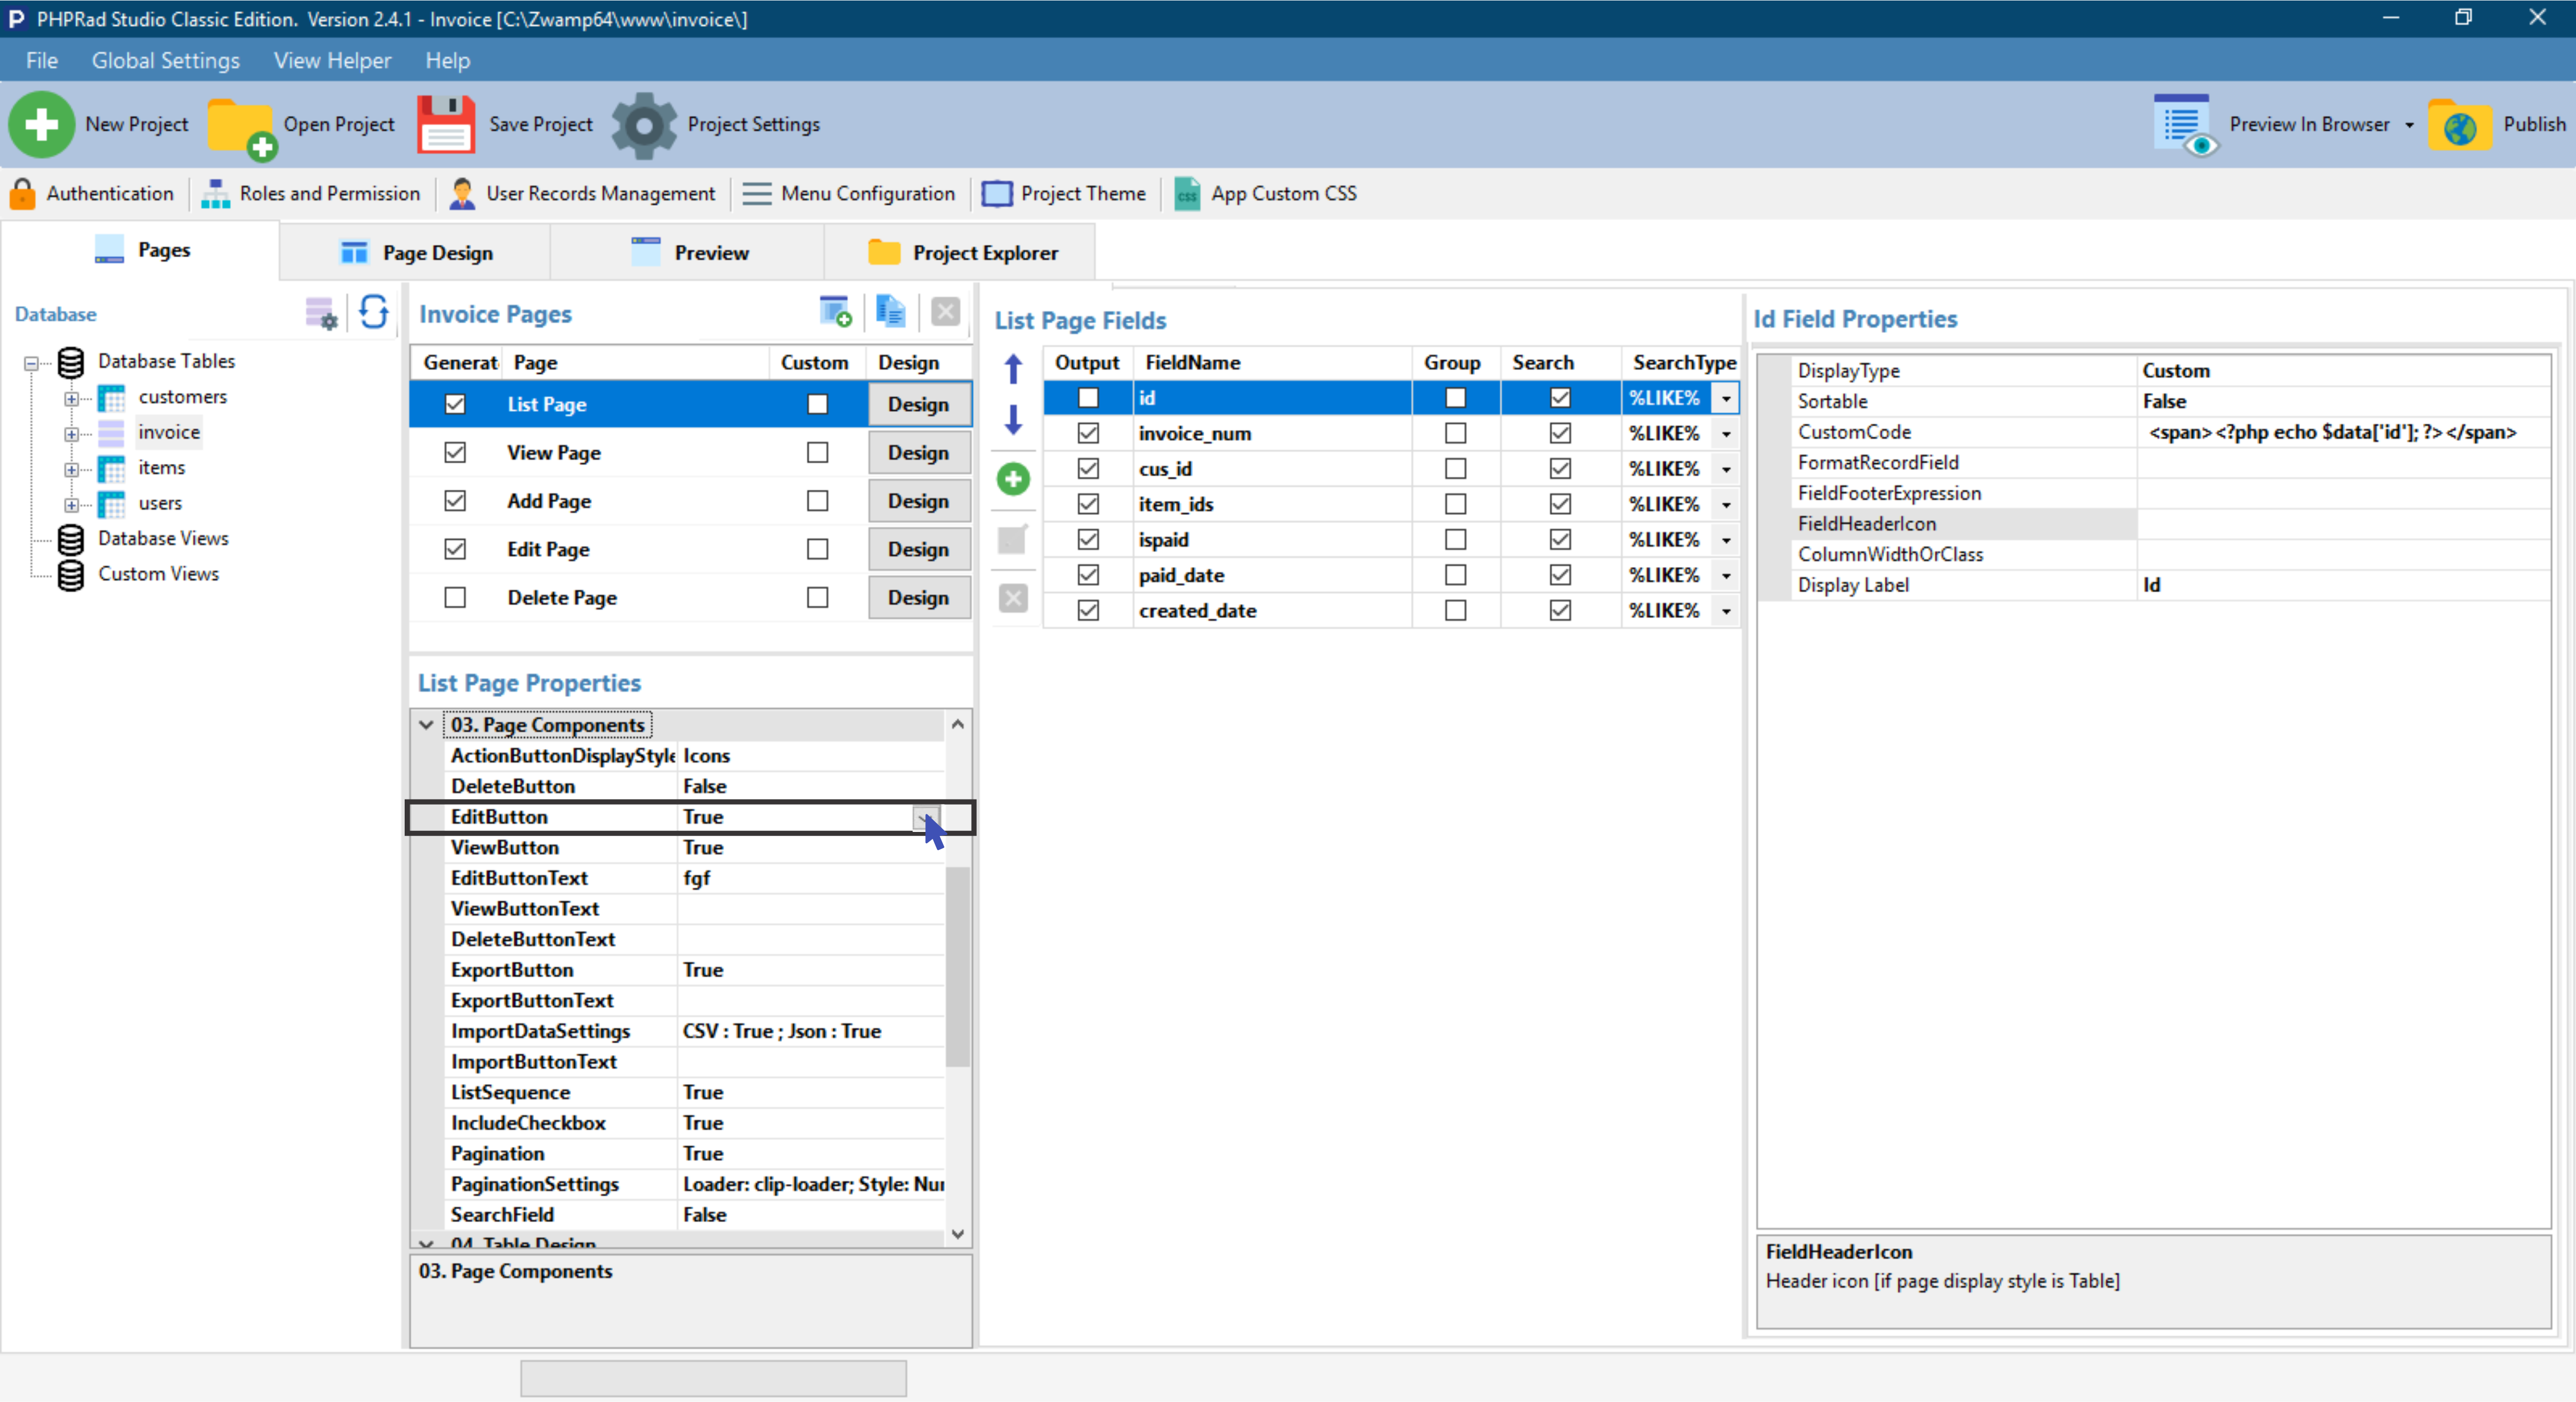 PHPRad Studio Classic Edition. Version 2.4.1 - Invoice [C:\Zwamp64\www\invoice\]
File Global Settings View Helper Help
New Project Open Project Save Project Project Settings Preview In Browser Publish
Authentication Roles and Permission User Records Management Menu Configuration Project Theme App Custom CSS
Pages Page Design Preview Project Explorer
Database
Database Tables
customers
invoice
items
users
Database Views
Custom Views
Invoice Pages
Generat Page Custom Design
List Page Design
View Page Design
Add Page Design
Edit Page Design
Delete Page Design
List Page Properties
03. Page Components
ActionButtonDisplayStyle Icons
DeleteButton False
EditButton True
ViewButton True
EditButtonText fgf
ViewButtonText
DeleteButtonText
ExportButton True
ExportButtonText
ImportDataSettings CSV : True ; Json : True
ImportButtonText
ListSequence True
IncludeCheckbox True
Pagination True
PaginationSettings Loader: clip-loader; Style: Nu
SearchField False
04. Table Design
03. Page Components
List Page Fields
Output FieldName Group Search SearchType
id %LIKE%
invoice_num %LIKE%
cus_id %LIKE%
item_ids %LIKE%
ispaid %LIKE%
paid_date %LIKE%
created_date %LIKE%
Id Field Properties
DisplayType Custom
Sortable False
CustomCode <span><?php echo $data['id']; ?></span>
FormatRecordField
FieldFooterExpression
FieldHeaderIcon
ColumnWidthOrClass
Display Label Id
FieldHeaderIcon
Header icon [if page display style is Table]